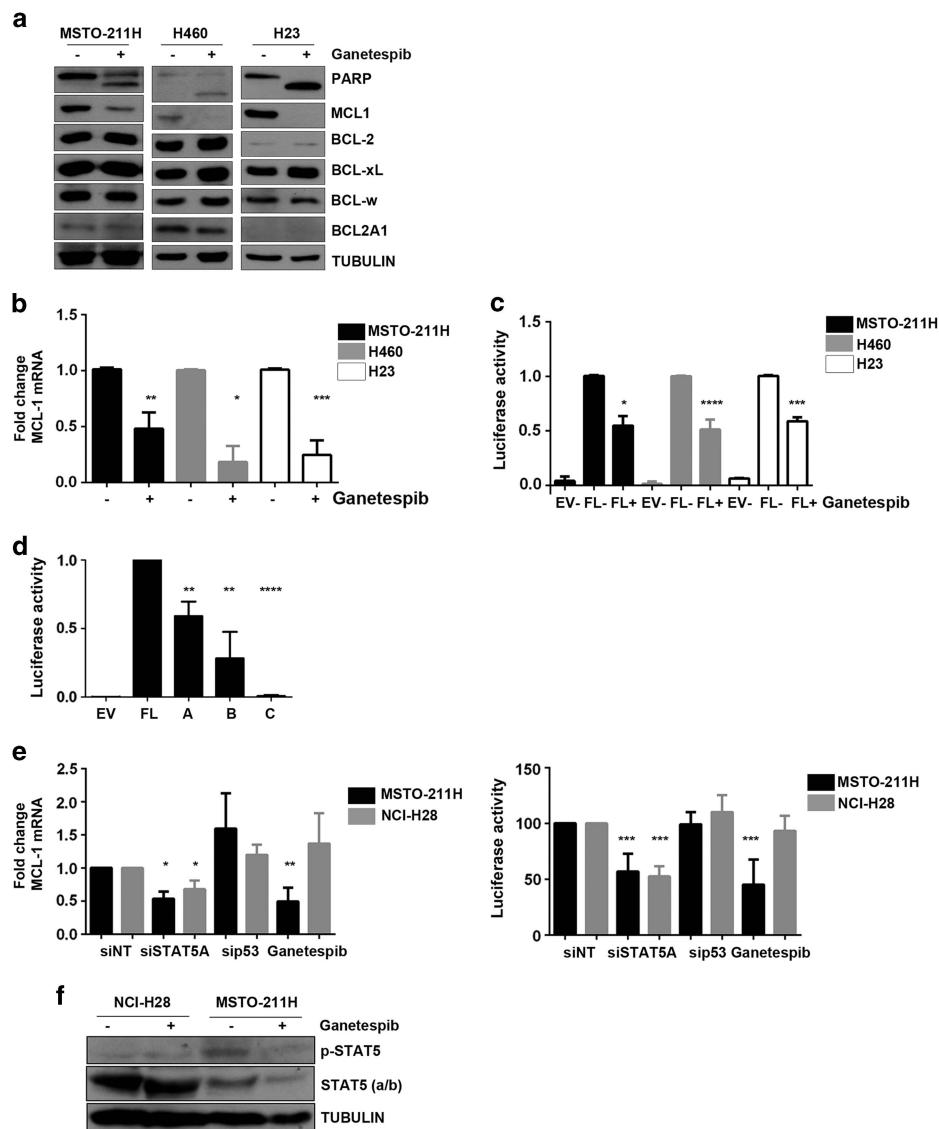 a
MSTO-211H H460 H23
- + - + - + Ganetespib
PARP
MCL1
BCL-2
BCL-xL
BCL-w
BCL2A1
TUBULIN
b
Fold change
MCL-1 mRNA
1.5
1.0
0.5
0.0
** * ***
- + - + - + Ganetespib
MSTO-211H
H460
H23
c
Luciferase activity
1.5
1.0
0.5
0.0
* **** ***
EV- FL- FL+ EV- FL- FL+ EV- FL- FL+ Ganetespib
MSTO-211H
H460
H23
d
Luciferase activity
1.0
0.5
0.0
** ** ****
EV FL A B C
e
Fold change
MCL-1 mRNA
2.5
2.0
1.5
1.0
0.5
0.0
* * **
siNT siSTAT5A sip53 Ganetespib
MSTO-211H
NCI-H28
Luciferase activity
150
100
50
0
*** *** ***
siNT siSTAT5A sip53 Ganetespib
MSTO-211H
NCI-H28
f
NCI-H28 MSTO-211H
- + - + Ganetespib
p-STAT5
STAT5 (a/b)
TUBULIN